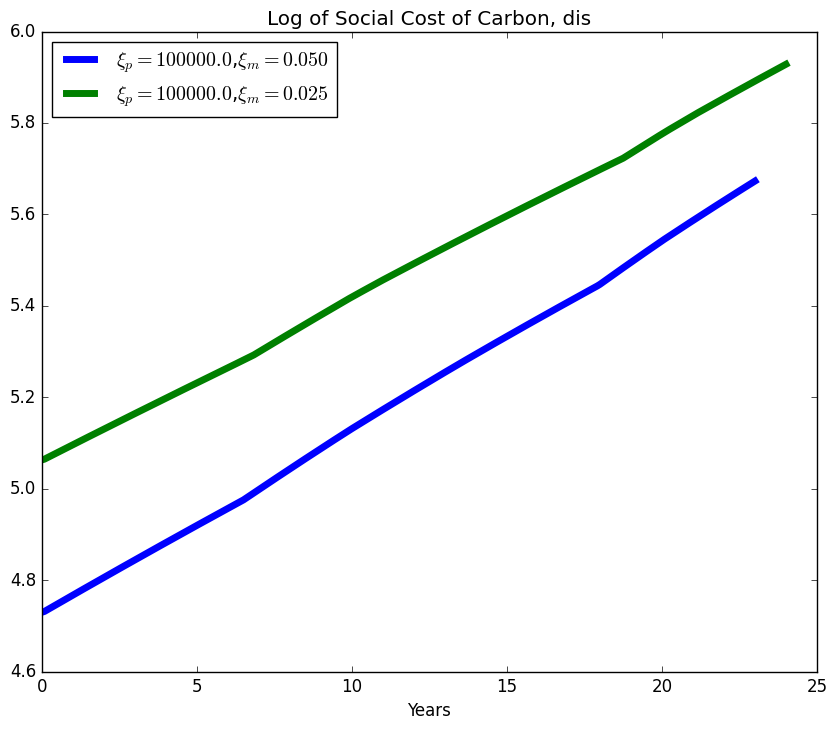 Log of Social Cost of Carbon, dis
6.0
ξₚ = 100000.0,ξₘ = 0.050
ξₚ = 100000.0,ξₘ = 0.025
5.8
5.6
5.4
5.2
5.0
4.8
4.6
0 5 10 15 20 25
Years